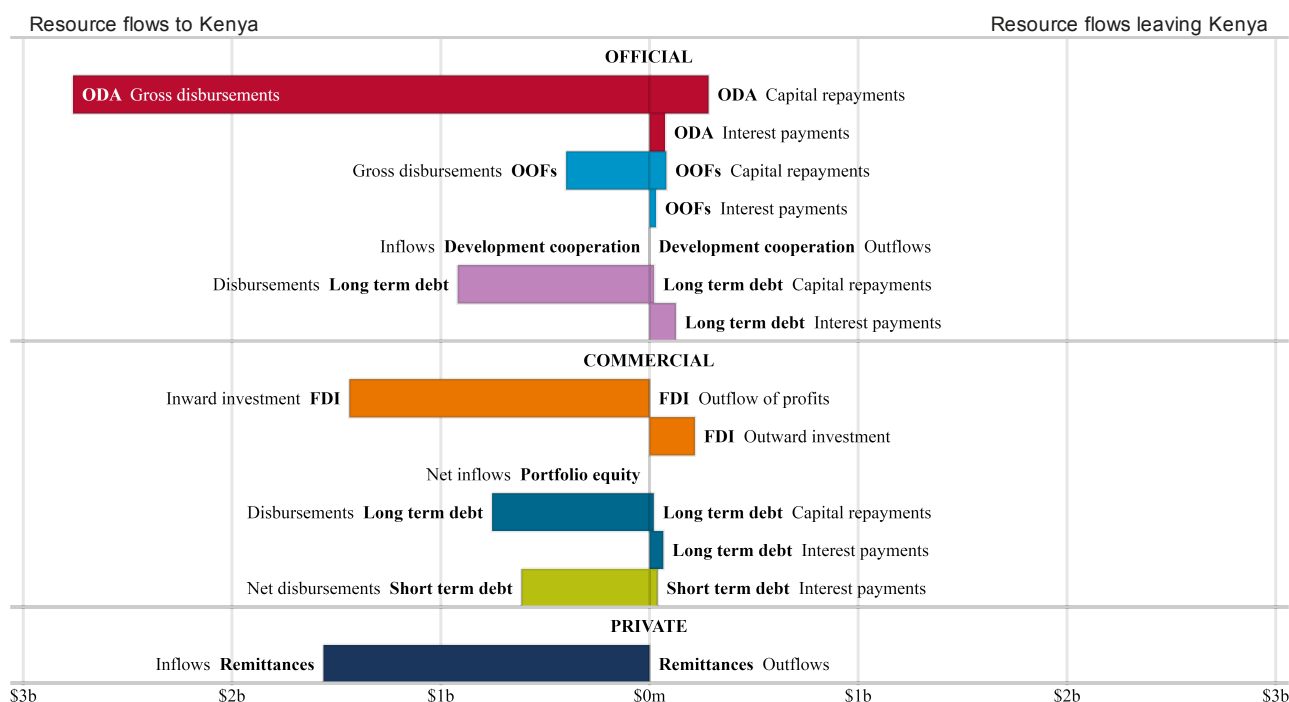 Resource flows to Kenya Resource flows leaving Kenya
OFFICIAL
ODA Gross disbursements ODA Capital repayments
ODA Interest payments
Gross disbursements OOFs OOFs Capital repayments
OOFs Interest payments
Inflows Development cooperation Development cooperation Outflows
Disbursements Long term debt Long term debt Capital repayments
Long term debt Interest payments
COMMERCIAL
Inward investment FDI FDI Outflow of profits
FDI Outward investment
Net inflows Portfolio equity
Disbursements Long term debt Long term debt Capital repayments
Long term debt Interest payments
Net disbursements Short term debt Short term debt Interest payments
PRIVATE
Inflows Remittances Remittances Outflows
$3b $2b $1b $0m $1b $2b $3b